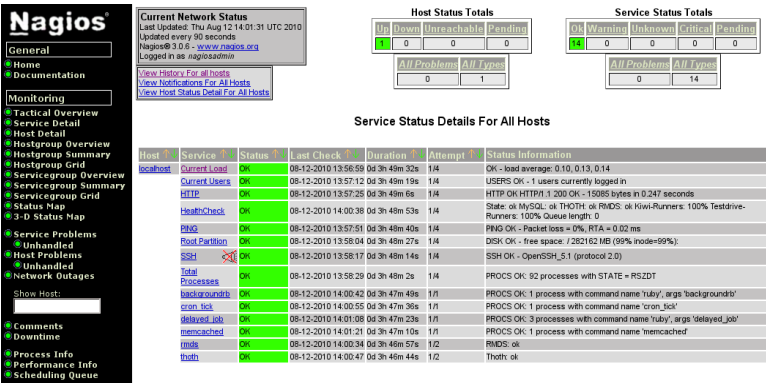 Nagios®
General
Home
Documentation
Monitoring
Tactical Overview
Service Detail
Host Detail
Hostgroup Overview
Hostgroup Summary
Hostgroup Grid
Servicegroup Overview
Servicegroup Summary
Servicegroup Grid
Status Map
3-D Status Map
Service Problems
Unhandled
Host Problems
Unhandled
Network Outages
Show Host:
Comments
Downtime
Process Info
Performance Info
Scheduling Queue
Current Network Status
Last Updated: Thu Aug 12 14:01:31 UTC 2010
Updated every 90 seconds
Nagios® 3.0.6 - www.nagios.org
Logged in as nagiosadmin
View History For all hosts
View Notifications For All Hosts
View Host Status Detail For All Hosts
Host Status Totals
Up Down Unreachable Pending
1 0 0 0
All Problems All Types
0 1
Service Status Totals
Ok Warning Unknown Critical Pending
14 0 0 0 0
All Problems All Types
0 14
Service Status Details For All Hosts
Host Service Status Last Check Duration Attempt Status Information
localhost Current Load OK 08-12-2010 13:56:59 0d 3h 49m 32s 1/4 OK - load average: 0.10, 0.13, 0.14
Current Users OK 08-12-2010 13:57:12 0d 3h 49m 19s 1/4 USERS OK - 1 users currently logged in
HTTP OK 08-12-2010 13:57:25 0d 3h 49m 6s 1/4 HTTP OK HTTP/1.1 200 OK - 15085 bytes in 0.247 seconds
HealthCheck OK 08-12-2010 14:00:38 0d 3h 48m 53s 1/4 State: ok MySQL: ok THOTH: ok RMDS: ok Kiwi-Runners: 100% Testdrive-
Runners: 100% Queue length: 0
PING OK 08-12-2010 13:57:51 0d 3h 48m 40s 1/4 PING OK - Packet loss = 0%, RTA = 0.02 ms
Root Partition OK 08-12-2010 13:58:04 0d 3h 48m 27s 1/4 DISK OK - free space: / 282162 MB (99% inode=99%):
SSH OK 08-12-2010 13:58:17 0d 3h 48m 14s 1/4 SSH OK - OpenSSH_5.1 (protocol 2.0)
Total
Processes OK 08-12-2010 13:58:29 0d 3h 48m 2s 1/4 PROCS OK: 92 processes with STATE = RSZDT
backgroundrb OK 08-12-2010 14:00:42 0d 3h 47m 49s 1/1 PROCS OK: 1 process with command name 'ruby', args 'backgroundrb'
cron_tick OK 08-12-2010 14:00:55 0d 3h 47m 36s 1/1 PROCS OK: 1 process with command name 'ruby', args 'cron_tick'
delayed_job OK 08-12-2010 14:01:08 0d 3h 47m 23s 1/1 PROCS OK: 3 processes with command name 'ruby', args 'delayed_job'
memcached OK 08-12-2010 14:01:21 0d 3h 47m 10s 1/1 PROCS OK: 1 process with command name 'memcached'
rmds OK 08-12-2010 14:00:34 0d 3h 46m 57s 1/2 RMDS: ok
thoth OK 08-12-2010 14:00:47 0d 3h 46m 44s 1/2 Thoth: ok